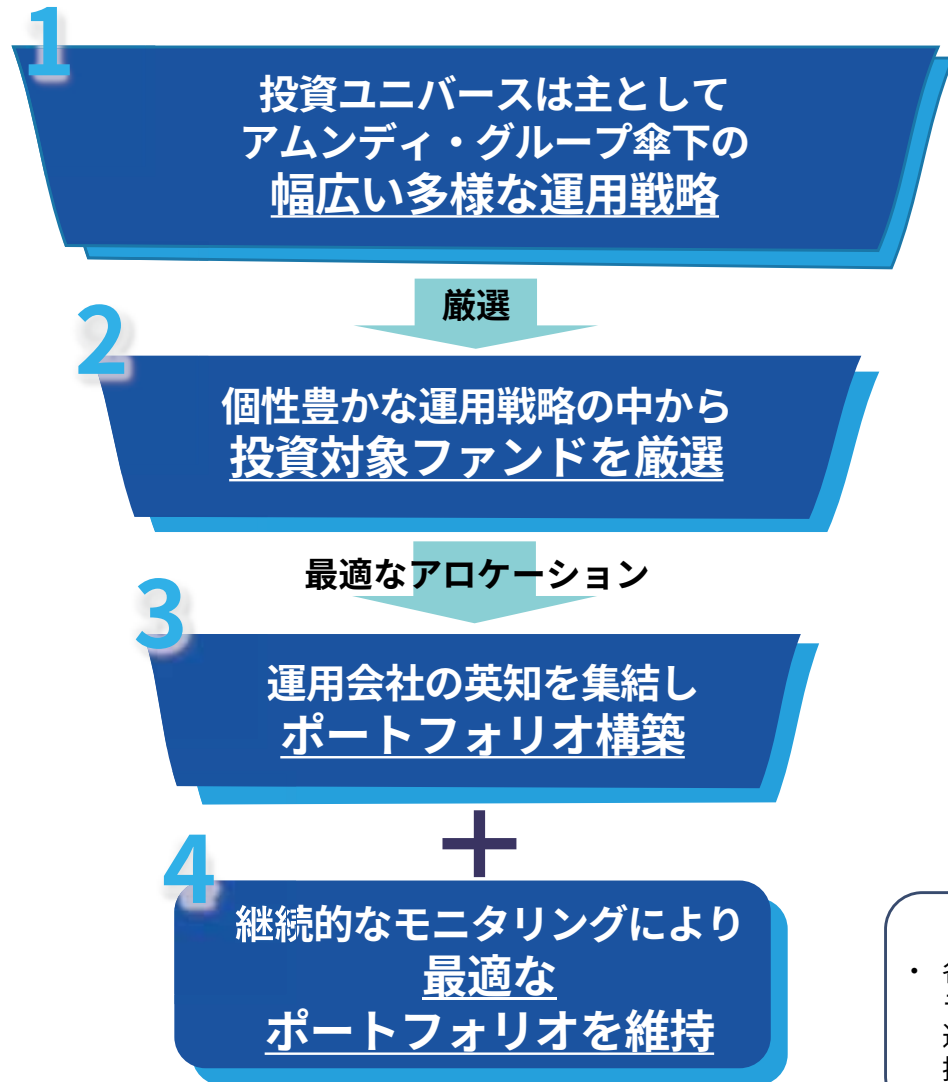 1
投資ユニバースは主として
アムンディ・グループ傘下の
幅広い多様な運用戦略
厳選
2
個性豊かな運用戦略の中から
投資対象ファンドを厳選
最適なアロケーション
3
運用会社の英知を集結し
ポートフォリオ構築
＋
4
継続的なモニタリングにより
最適な
ポートフォリオを維持
・